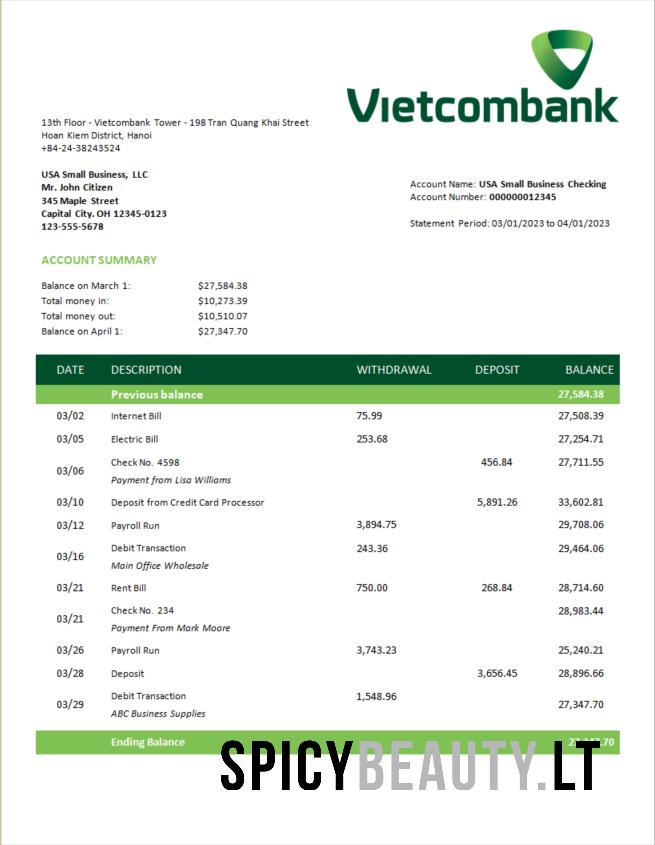 Vietcombank
13th Floor - Vietcombank Tower - 198 Tran Quang Khai Street
Hoan Kiem District, Hanoi
+84-24-38243524
USA Small Business, LLC
Mr. John Citizen
345 Maple Street
Capital City. OH 12345-0123
123-555-5678
Account Name: USA Small Business Checking
Account Number: 000000012345
Statement Period: 03/01/2023 to 04/01/2023
ACCOUNT SUMMARY
Balance on March 1: $27,584.38
Total money in: $10,273.39
Total money out: $10,510.07
Balance on April 1: $27,347.70
DATE DESCRIPTION WITHDRAWAL DEPOSIT BALANCE
Previous balance 27,584.38
03/02 Internet Bill 75.99 27,508.39
03/05 Electric Bill 253.68 27,254.71
03/06 Check No. 4598 456.84 27,711.55
Payment from Lisa Williams
03/10 Deposit from Credit Card Processor 5,891.26 33,602.81
03/12 Payroll Run 3,894.75 29,708.06
03/16 Debit Transaction 243.36 29,464.06
Main Office Wholesale
03/21 Rent Bill 750.00 268.84 28,714.60
03/21 Check No. 234 28,983.44
Payment From Mark Moore
03/26 Payroll Run 3,743.23 25,240.21
03/28 Deposit 3,656.45 28,896.66
03/29 Debit Transaction 1,548.96 27,347.70
ABC Business Supplies
Ending Balance
SPICYBEAUTY.LT